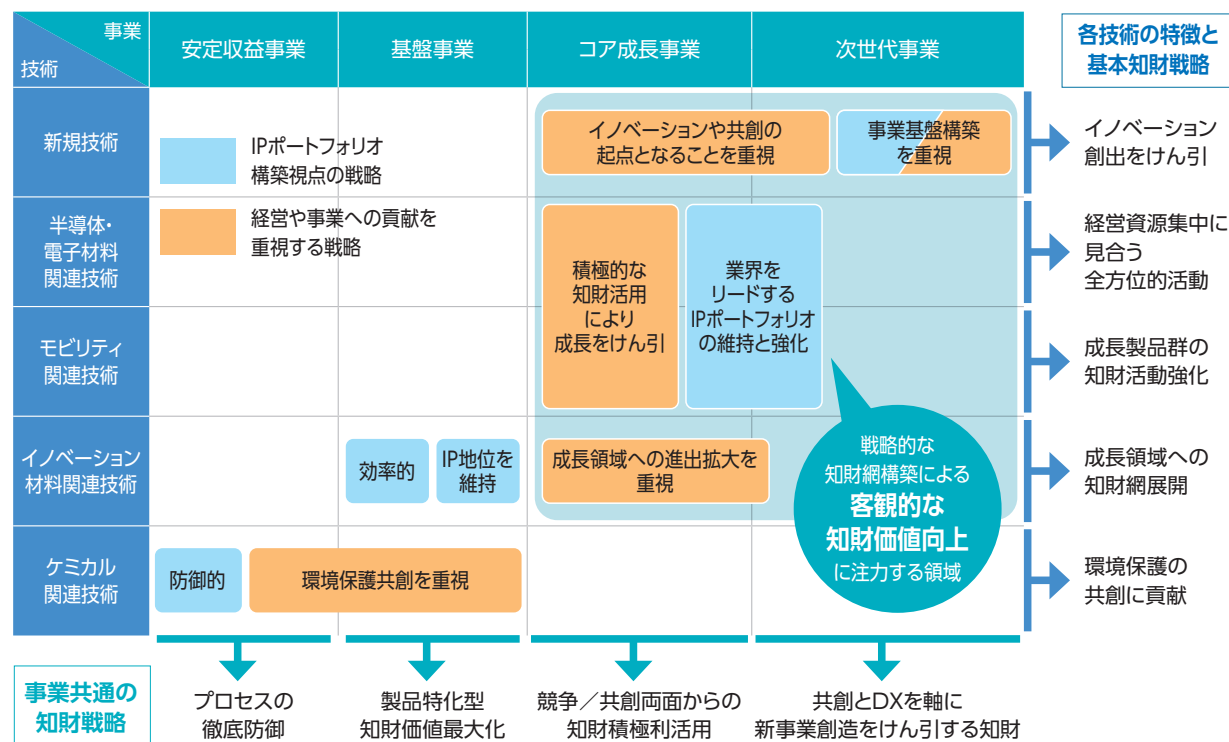 事業
技術
安定収益事業
基盤事業
コア成長事業
次世代事業
各技術の特徴と
基本知財戦略
新規技術
IPポートフォリオ
構築視点の戦略
経営や事業への貢献を
重視する戦略
イノベーションや共創の
起点となることを重視
事業基盤構築
を重視
イノベーション
創出をけん引
半導体・
電子材料
関連技術
積極的な
知財活用
により
成長をけん引
業界を
リードする
IPポートフォリオ
の維持と強化
経営資源集中に
見合う
全方位的活動
モビリティ
関連技術
成長製品群の
知財活動強化
イノベーション
材料関連技術
効率的
IP地位を
維持
成長領域への進出拡大を
重視
戦略的な
知財網構築による
客観的な
知財価値向上
に注力する領域
成長領域への
知財網展開
ケミカル
関連技術
防御的
環境保護共創を重視
環境保護の
共創に貢献
事業共通の
知財戦略
プロセスの
徹底防御
製品特化型
知財価値最大化
競争／共創両面からの
知財積極利活用
共創とDXを軸に
新事業創造をけん引する知財